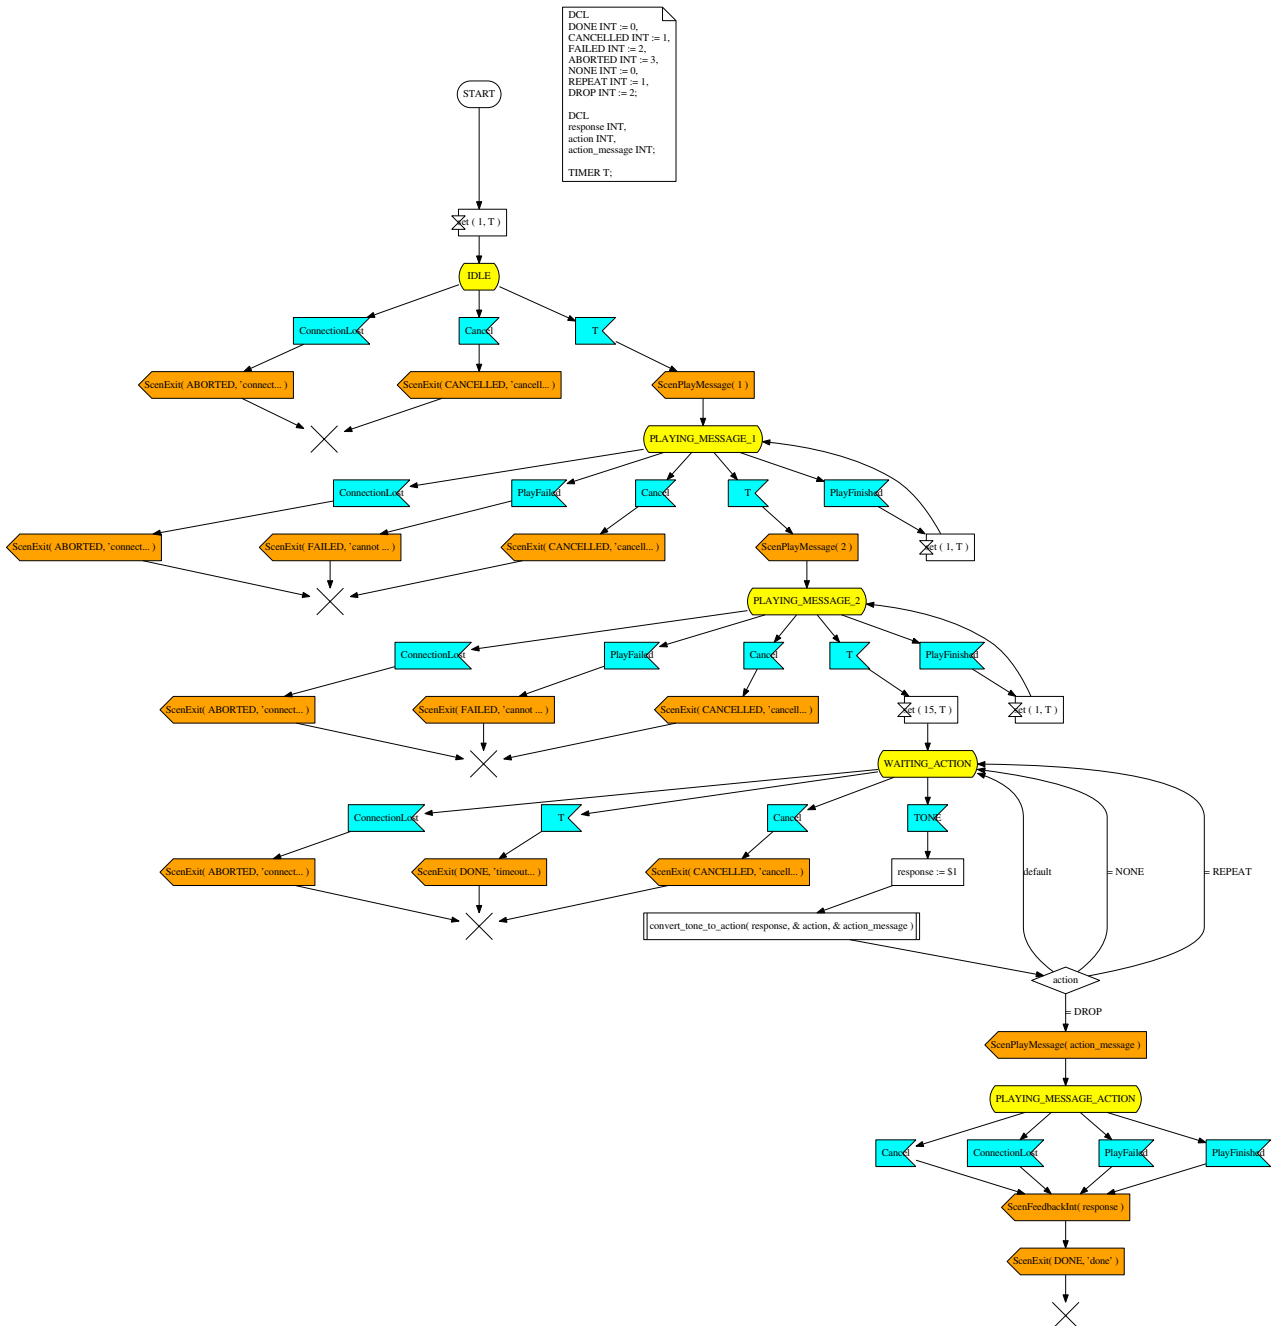 DCL
DONE INT := 0,
CANCELLED INT := 1,
FAILED INT := 2,
ABORTED INT := 3,
NONE INT := 0,
REPEAT INT := 1,
DROP INT := 2;
DCL
response INT,
action INT,
action_message INT;
TIMER T;
START
set ( 1, T )
IDLE
ConnectionLost
Cancel
T
ScenExit( ABORTED, 'connect... )
ScenExit( CANCELLED, 'cancell... )
ScenPlayMessage( 1 )
PLAYING_MESSAGE_1
ConnectionLost
PlayFailed
Cancel
T
PlayFinished
ScenExit( ABORTED, 'connect... )
ScenExit( FAILED, 'cannot ... )
ScenExit( CANCELLED, 'cancell... )
ScenPlayMessage( 2 )
set ( 1, T )
PLAYING_MESSAGE_2
ConnectionLost
PlayFailed
Cancel
T
PlayFinished
ScenExit( ABORTED, 'connect... )
ScenExit( FAILED, 'cannot ... )
ScenExit( CANCELLED, 'cancell... )
set ( 15, T )
set ( 1, T )
WAITING_ACTION
ConnectionLost
T
Cancel
TONE
ScenExit( ABORTED, 'connect... )
ScenExit( DONE, 'timeout... )
ScenExit( CANCELLED, 'cancell... )
response := $1
default
= NONE
= REPEAT
convert_tone_to_action( response, & action, & action_message )
action
= DROP
ScenPlayMessage( action_message )
PLAYING_MESSAGE_ACTION
Cancel
ConnectionLost
PlayFailed
PlayFinished
ScenFeedbackInt( response )
ScenExit( DONE, 'done' )